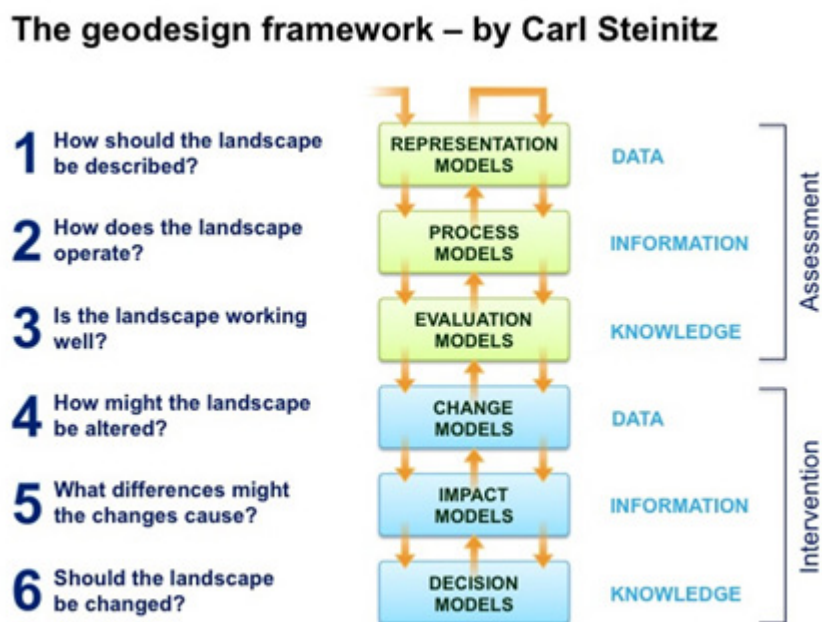 The geodesign framework – by Carl Steinitz
1 How should the landscape
be described?
REPRESENTATION
MODELS
DATA
2 How does the landscape
operate?
PROCESS
MODELS
INFORMATION
3 Is the landscape working
well?
EVALUATION
MODELS
KNOWLEDGE
Assessment
4 How might the landscape
be altered?
CHANGE
MODELS
DATA
5 What differences might
the changes cause?
IMPACT
MODELS
INFORMATION
6 Should the landscape
be changed?
DECISION
MODELS
KNOWLEDGE
Intervention